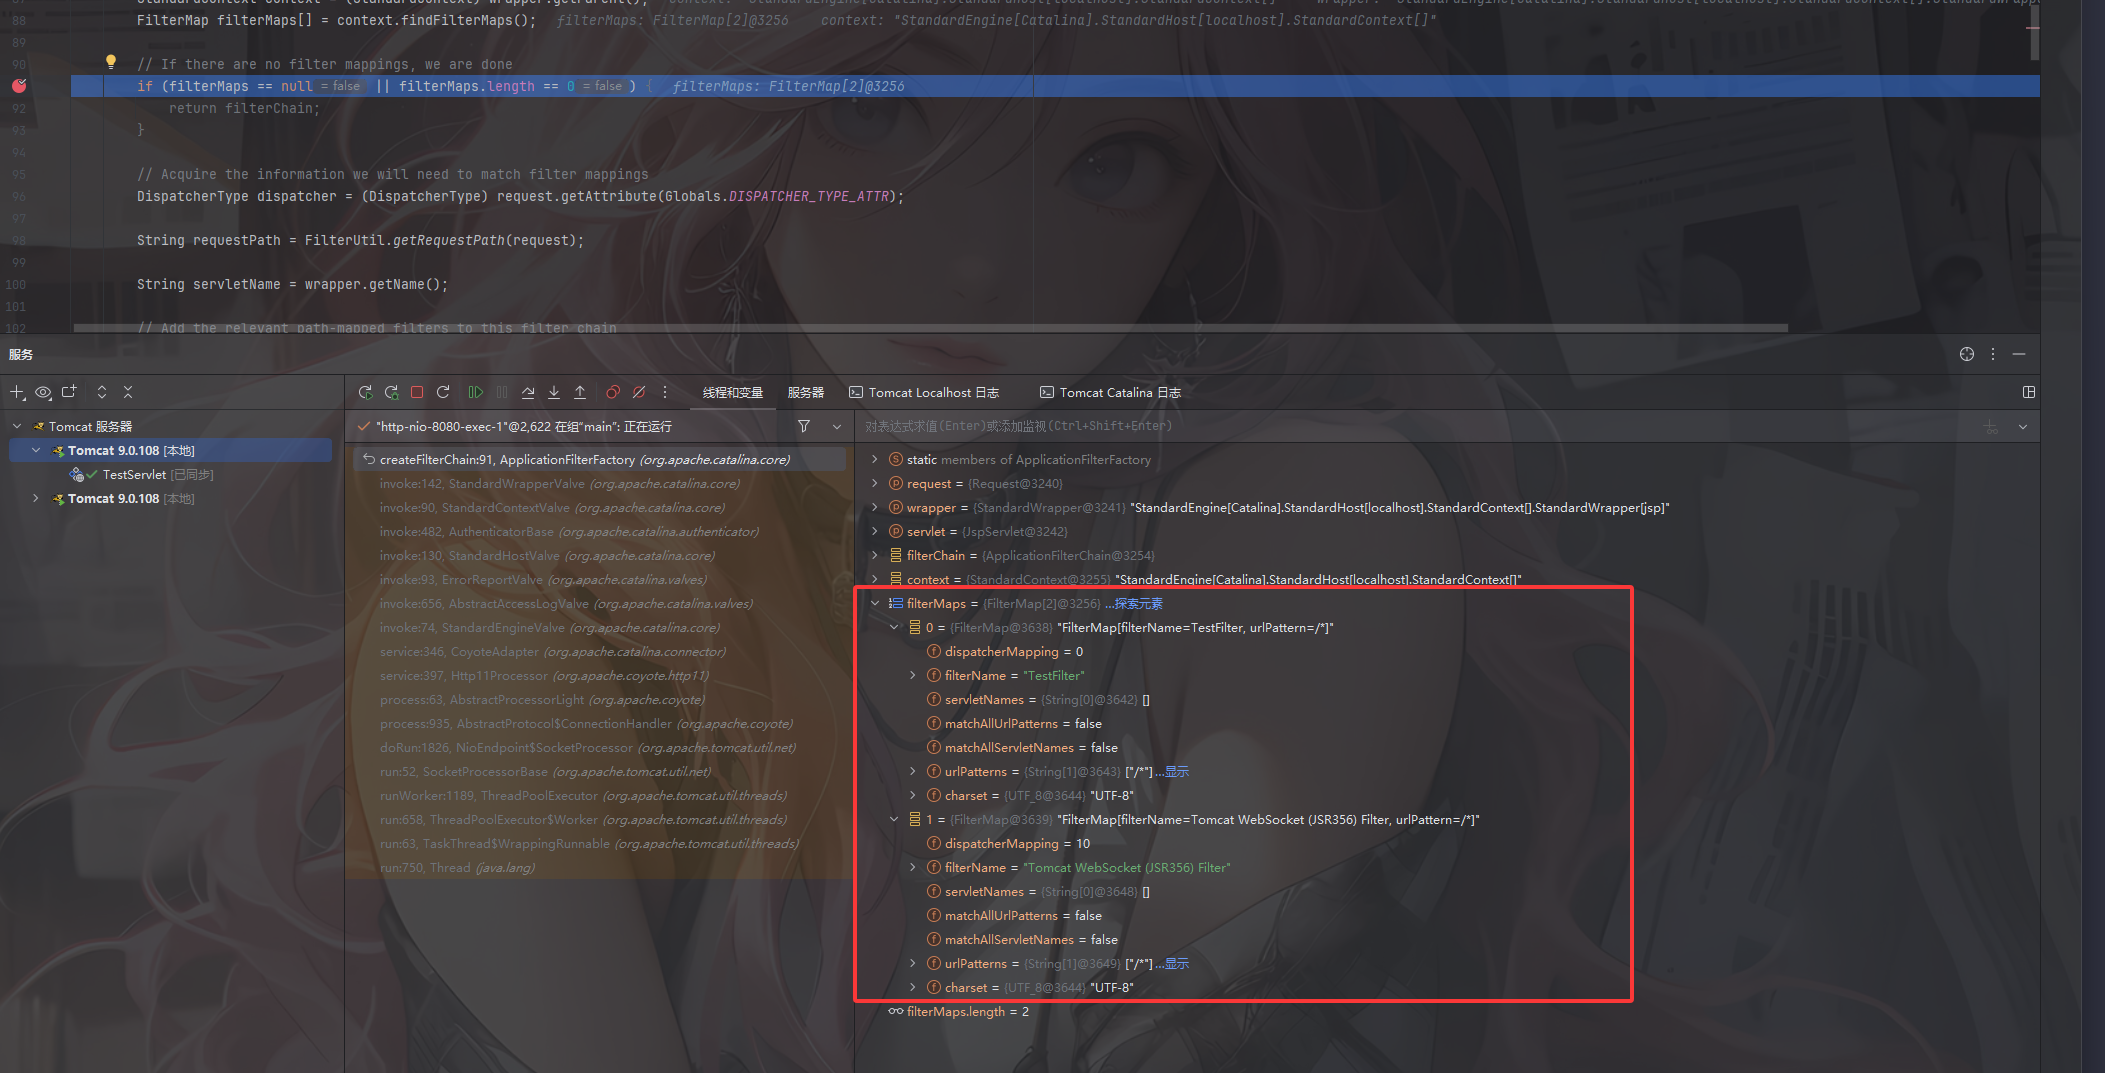 88 FilterMap filterMaps[] = context.findFilterMaps(); filterMaps: FilterMap[2]@3256 context: "StandardEngine[Catalina].StandardHost[localhost].StandardContext[]"
89
90 // If there are no filter mappings, we are done
if (filterMaps == null = false || filterMaps.length == 0 = false ) { filterMaps: FilterMap[2]@3256
92 return filterChain;
93 }
94
95 // Acquire the information we will need to match filter mappings
96 DispatcherType dispatcher = (DispatcherType) request.getAttribute(Globals.DISPATCHER_TYPE_ATTR);
97
98 String requestPath = FilterUtil.getRequestPath(request);
99
100 String servletName = wrapper.getName();
101
102 // Add the relevant path-mapped filters to this filter chain
服务
线程和变量 服务器 Tomcat Localhost 日志 Tomcat Catalina 日志
Tomcat 服务器
Tomcat 9.0.108 [本地]
TestServlet [已同步]
Tomcat 9.0.108 [本地]
"http-nio-8080-exec-1"@2,622 在组"main": 正在运行
createFilterChain:91, ApplicationFilterFactory (org.apache.catalina.core)
invoke:142, StandardWrapperValve (org.apache.catalina.core)
invoke:90, StandardContextValve (org.apache.catalina.core)
invoke:482, AuthenticatorBase (org.apache.catalina.authenticator)
invoke:130, StandardHostValve (org.apache.catalina.core)
invoke:93, ErrorReportValve (org.apache.catalina.valves)
invoke:656, AbstractAccessLogValve (org.apache.catalina.valves)
invoke:74, StandardEngineValve (org.apache.catalina.core)
service:346, CoyoteAdapter (org.apache.catalina.connector)
service:397, Http11Processor (org.apache.coyote.http11)
process:63, AbstractProcessorLight (org.apache.coyote)
process:935, AbstractProtocol$ConnectionHandler (org.apache.coyote)
doRun:1826, NioEndpoint$SocketProcessor (org.apache.tomcat.util.net)
run:52, SocketProcessorBase (org.apache.tomcat.util.net)
runWorker:1189, ThreadPoolExecutor (org.apache.tomcat.util.threads)
run:658, ThreadPoolExecutor$Worker (org.apache.tomcat.util.threads)
run:63, TaskThread$WrappingRunnable (org.apache.tomcat.util.threads)
run:750, Thread (java.lang)
对表达式求值(Enter)或添加监视(Ctrl+Shift+Enter)
static members of ApplicationFilterFactory
request = {Request@3240}
wrapper = {StandardWrapper@3241} "StandardEngine[Catalina].StandardHost[localhost].StandardContext[].StandardWrapper[jsp]"
servlet = {JspServlet@3242}
filterChain = {ApplicationFilterChain@3254}
context = {StandardContext@3255} "StandardEngine[Catalina].StandardHost[localhost].StandardContext[]"
filterMaps = {FilterMap[2]@3256} ...探索元素
0 = {FilterMap@3638} "FilterMap[filterName=TestFilter, urlPattern=/*]"
dispatcherMapping = 0
filterName = "TestFilter"
servletNames = {String[0]@3642} []
matchAllUrlPatterns = false
matchAllServletNames = false
urlPatterns = {String[1]@3643} ["/*"] ...显示
charset = {UTF_8@3644} "UTF-8"
1 = {FilterMap@3639} "FilterMap[filterName=Tomcat WebSocket (JSR356) Filter, urlPattern=/*]"
dispatcherMapping = 10
filterName = "Tomcat WebSocket (JSR356) Filter"
servletNames = {String[0]@3648} []
matchAllUrlPatterns = false
matchAllServletNames = false
urlPatterns = {String[1]@3649} ["/*"] ...显示
charset = {UTF_8@3644} "UTF-8"
filterMaps.length = 2